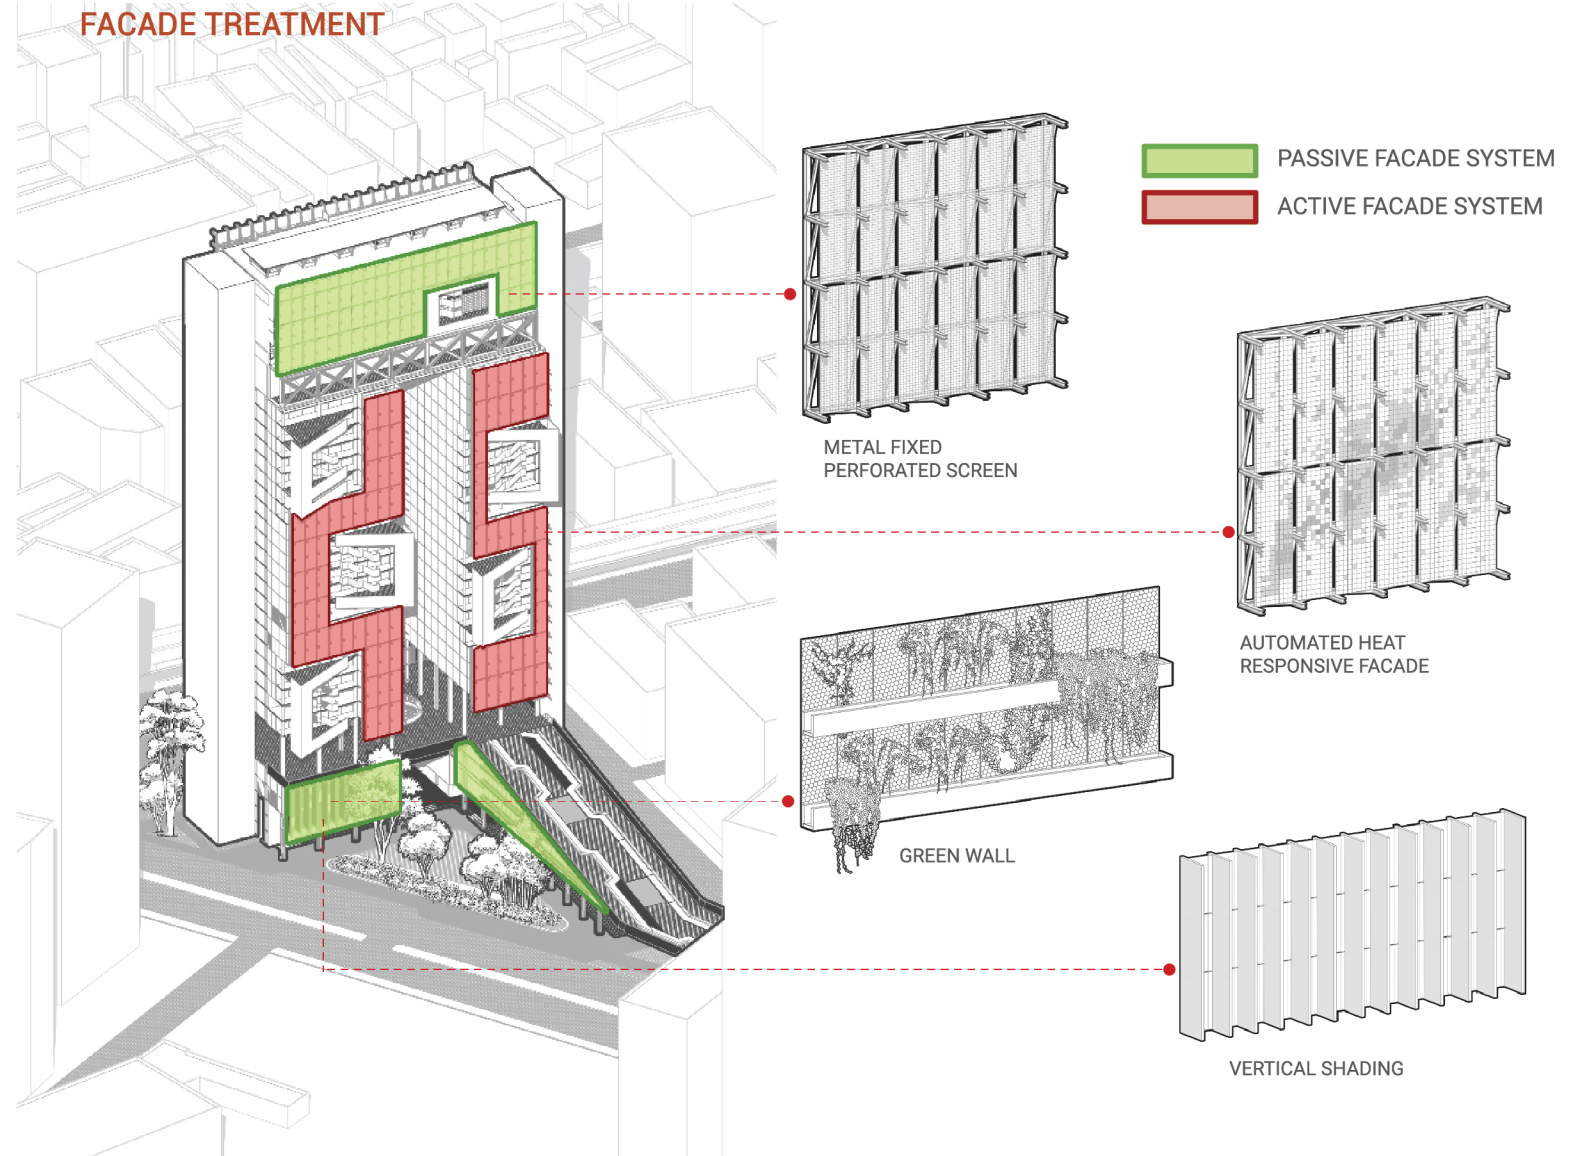 FACADE TREATMENT
PASSIVE FACADE SYSTEM
ACTIVE FACADE SYSTEM
METAL FIXED
PERFORATED SCREEN
AUTOMATED HEAT
RESPONSIVE FACADE
GREEN WALL
VERTICAL SHADING